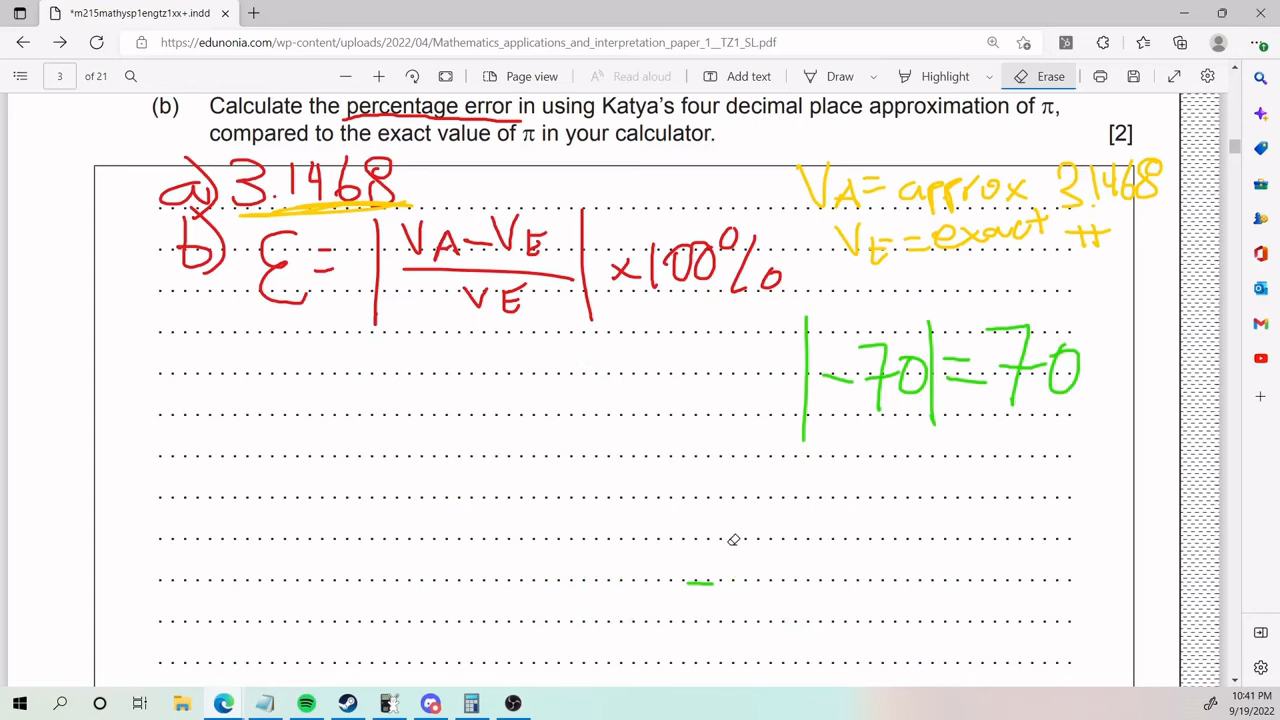 *m215mathysp1engtz1xx+.indd
https://edunonia.com/wp-content/uploads/2022/04/Mathematics_applications_and_interpretation_paper_1__TZ1_SL.pdf
3 of 21
Page view
Read aloud
Add text
Draw
Highlight
Erase
(b) Calculate the percentage error in using Katya's four decimal place approximation of π, compared to the exact value of π in your calculator. [2]
a) 3.1468
VA = approx 3.1468
VE = exact π
b) ε = | VA - VE / VE | × 100%
|-70| = 70
-
10:41 PM
9/19/2022